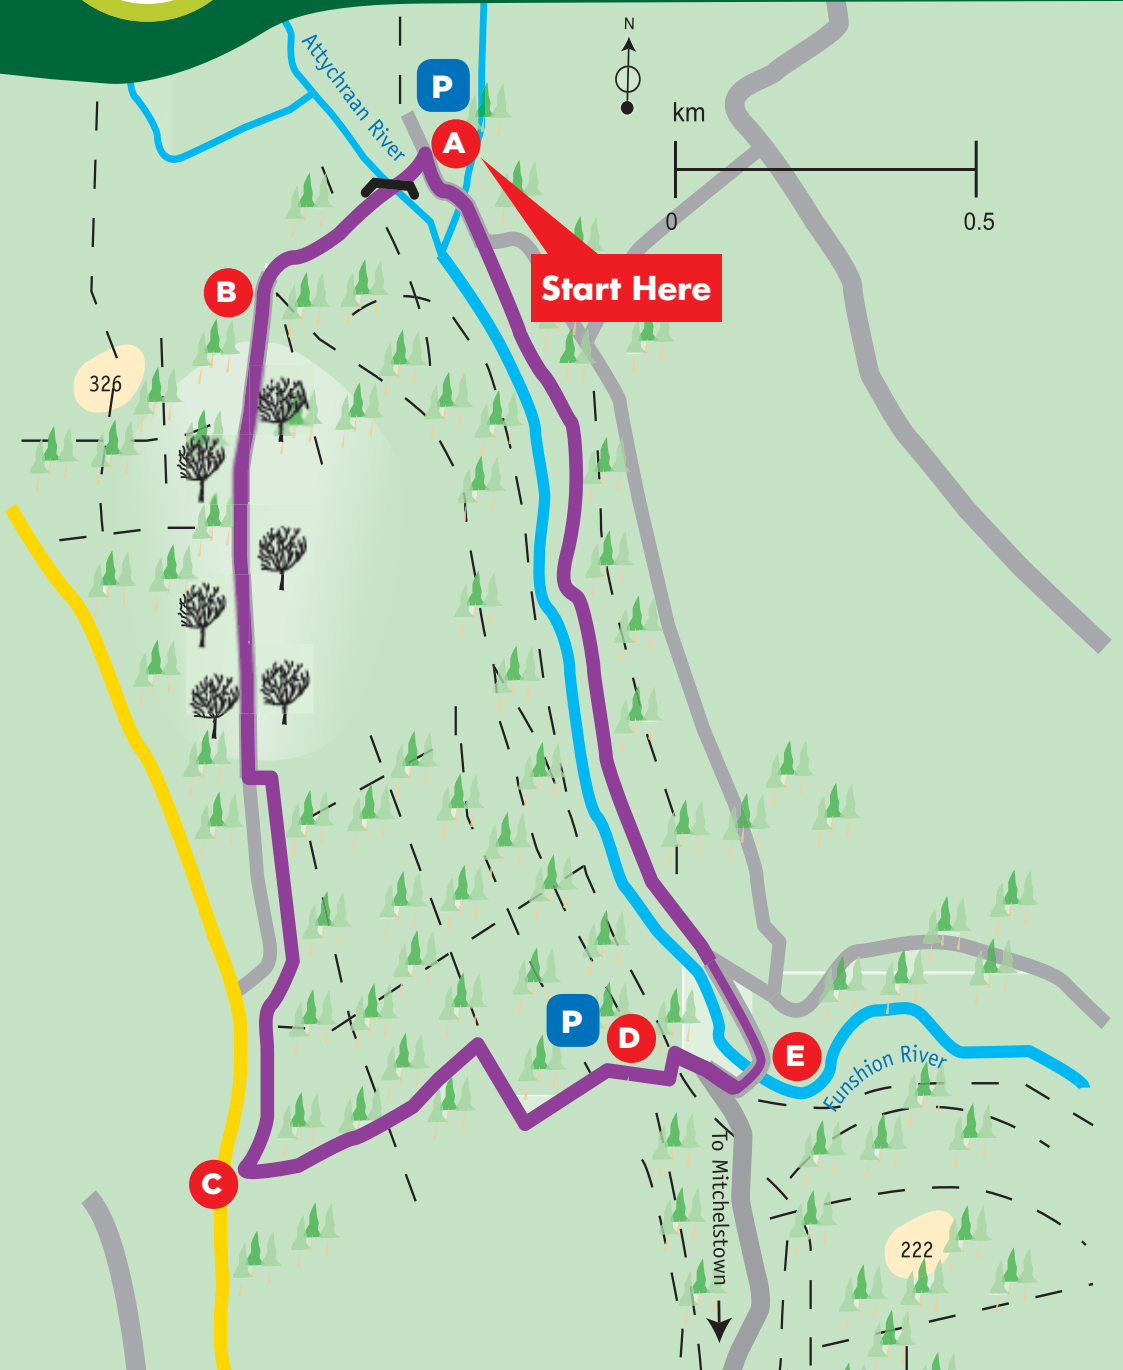 N
Attychraan River
P
km
A
0
0.5
Start Here
B
326
P
D
E
Funshion River
C
To Mitchelstown
222